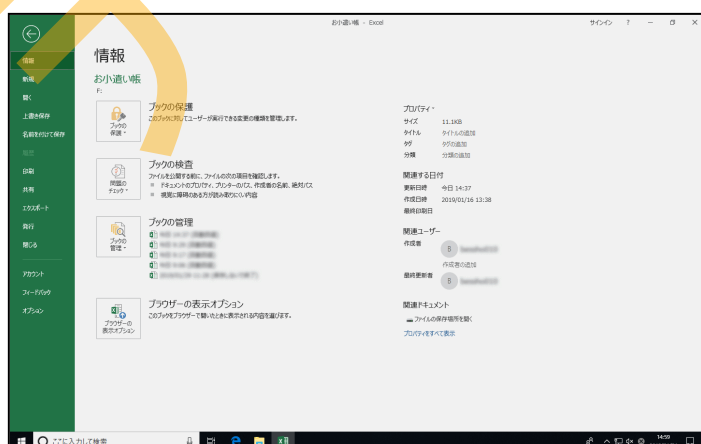 お小遣い帳 - Excel
サインイン ?
情報
新規
開く
上書き保存
名前を付けて保存
履歴
印刷
共有
エクスポート
発行
閉じる
アカウント
フィードバック
オプション
情報
お小遣い帳
F:
ブックの保護
ブックの保護
このブックに対してユーザーが実行できる変更の種類を管理します。
問題のチェック
ブックの検査
ファイルを公開する前に、ファイルの次の項目を確認します。
ドキュメントのプロパティ、プリンターのパス、作成者の名前、絶対パス
視覚に障碍のある方が読み取りにくい内容
ブックの管理
ブックの管理
ブラウザーの表示オプション
ブラウザーの表示オプション
このブックをブラウザーで開いたときに表示される内容を選びます。
プロパティ
サイズ 11.1KB
タイトル タイトルの追加
タグ タグの追加
分類 分類の追加
関連する日付
更新日時 今日 14:37
作成日時 2019/01/16 13:38
最終印刷日
関連ユーザー
作成者
B
作成者の追加
最終更新者
B
関連ドキュメント
ファイルの保存場所を開く
プロパティをすべて表示
ここに入力して検索
14:59